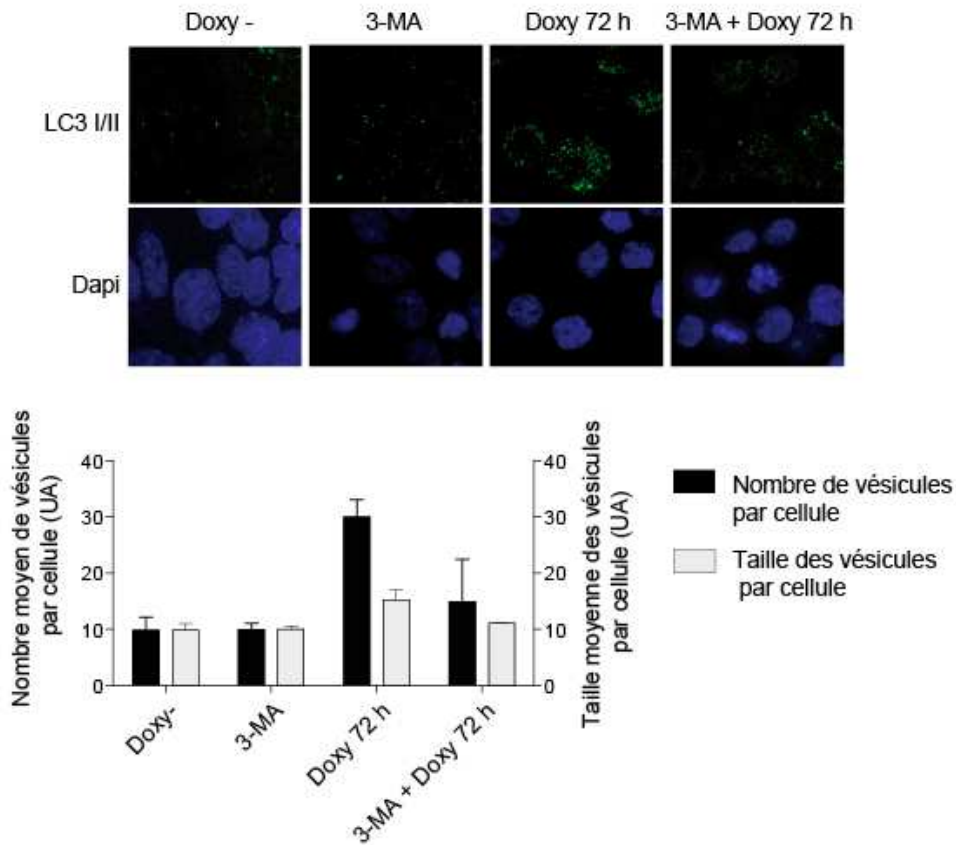 Doxy - 3-MA Doxy 72 h 3-MA + Doxy 72 h
LC3 I/II
Dapi
Nombre moyen de vésicules
par cellule (UA)
40
30
20
10
0
Taille moyenne des vésicules
par cellule (UA)
40
30
20
10
0
Doxy-
3-MA
Doxy 72 h
3-MA + Doxy 72 h
Nombre de vésicules
par cellule
Taille des vésicules
par cellule